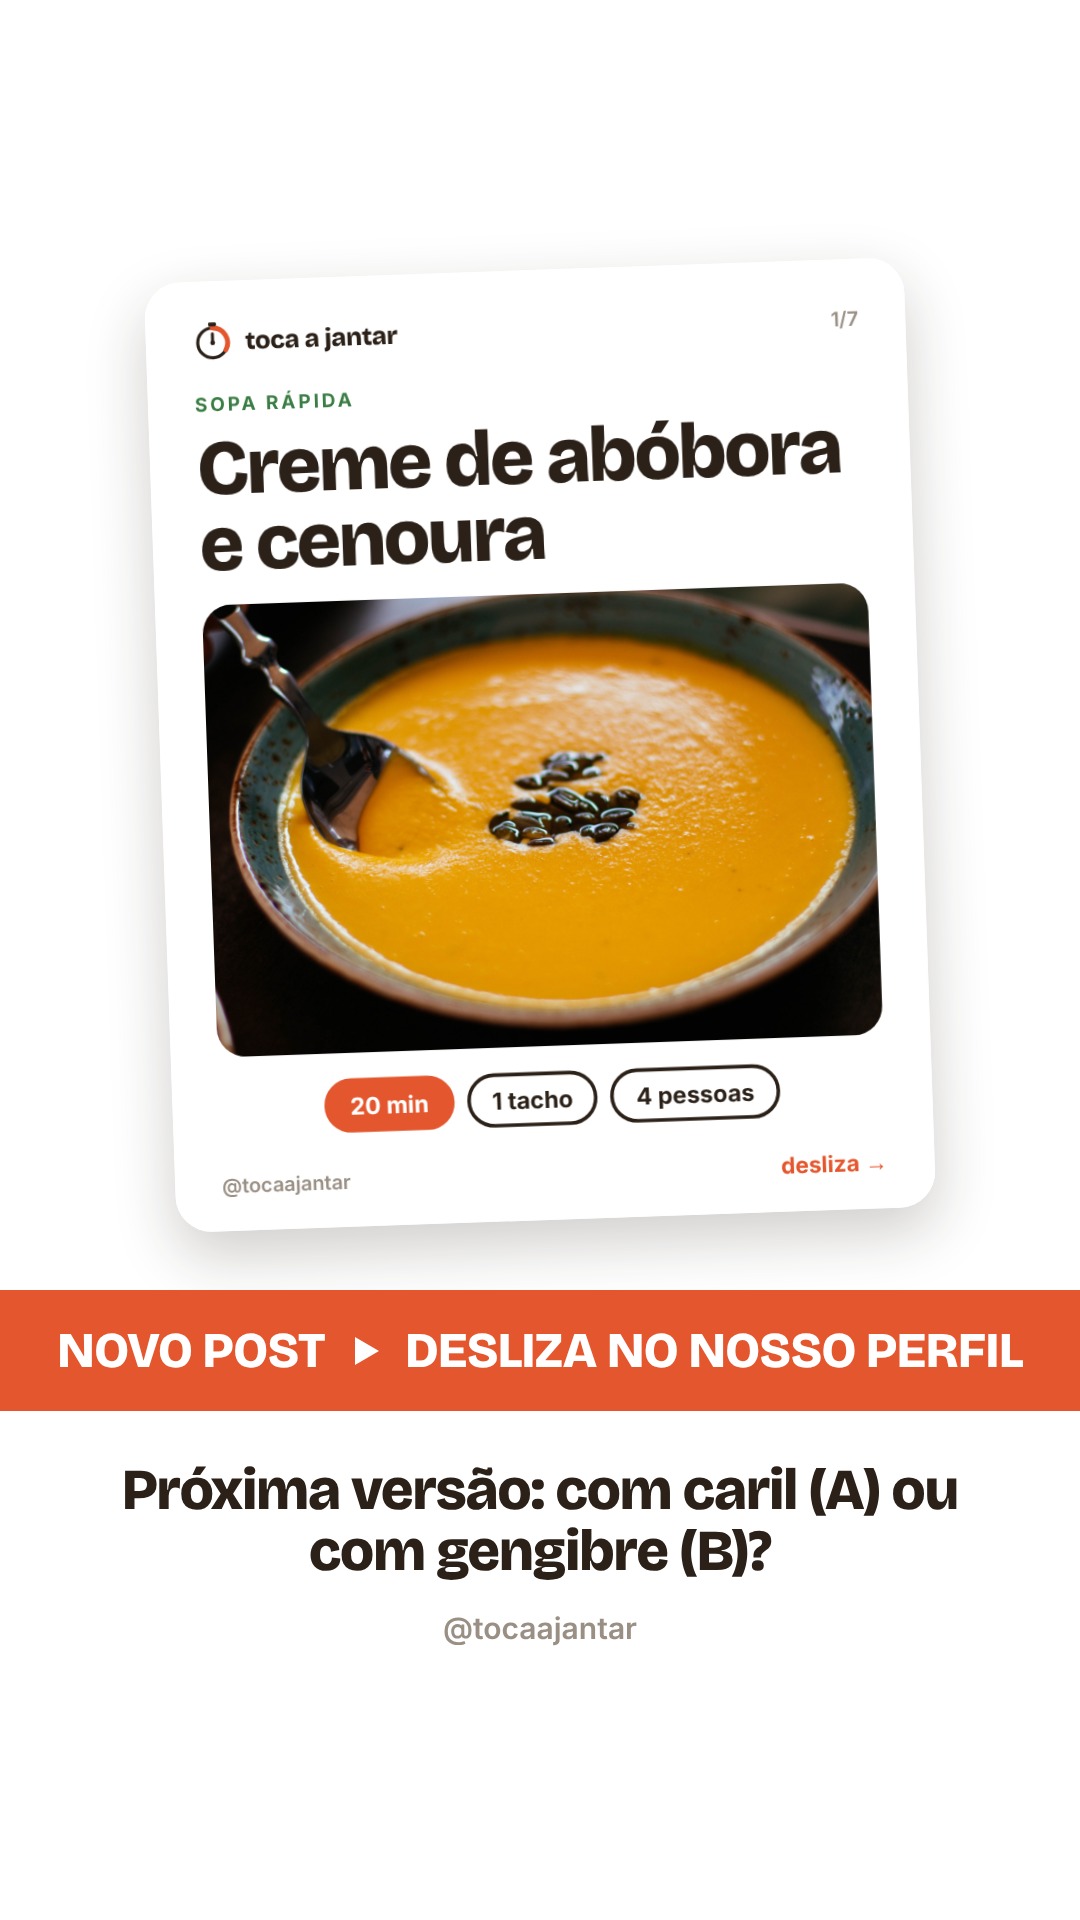 toca a jantar
1/7
SOPA RÁPIDA
Creme de abóbora
e cenoura
20 min
1 tacho
4 pessoas
@tocaajantar
desliza →
NOVO POST ▶ DESLIZA NO NOSSO PERFIL
Próxima versão: com caril (A) ou
com gengibre (B)?
@tocaajantar